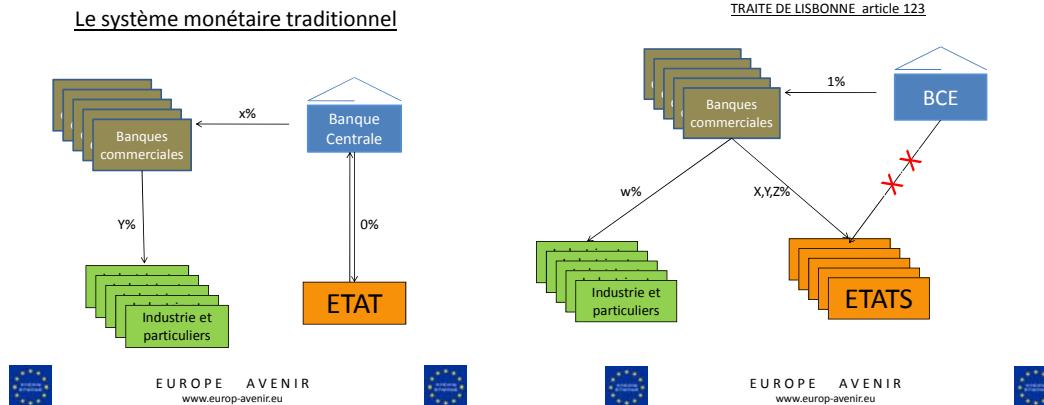 Le système monétaire traditionnel
x%
Banque
Centrale
Banques
commerciales
Y%
0%
ETAT
Industrie et
particuliers
EUROPE AVENIR
www.europ-avenir.eu
TRAITE DE LISBONNE article 123
1%
BCE
Banques
commerciales
w%
X,Y,Z%
ETATS
Industrie et
particuliers
EUROPE AVENIR
www.europ-avenir.eu